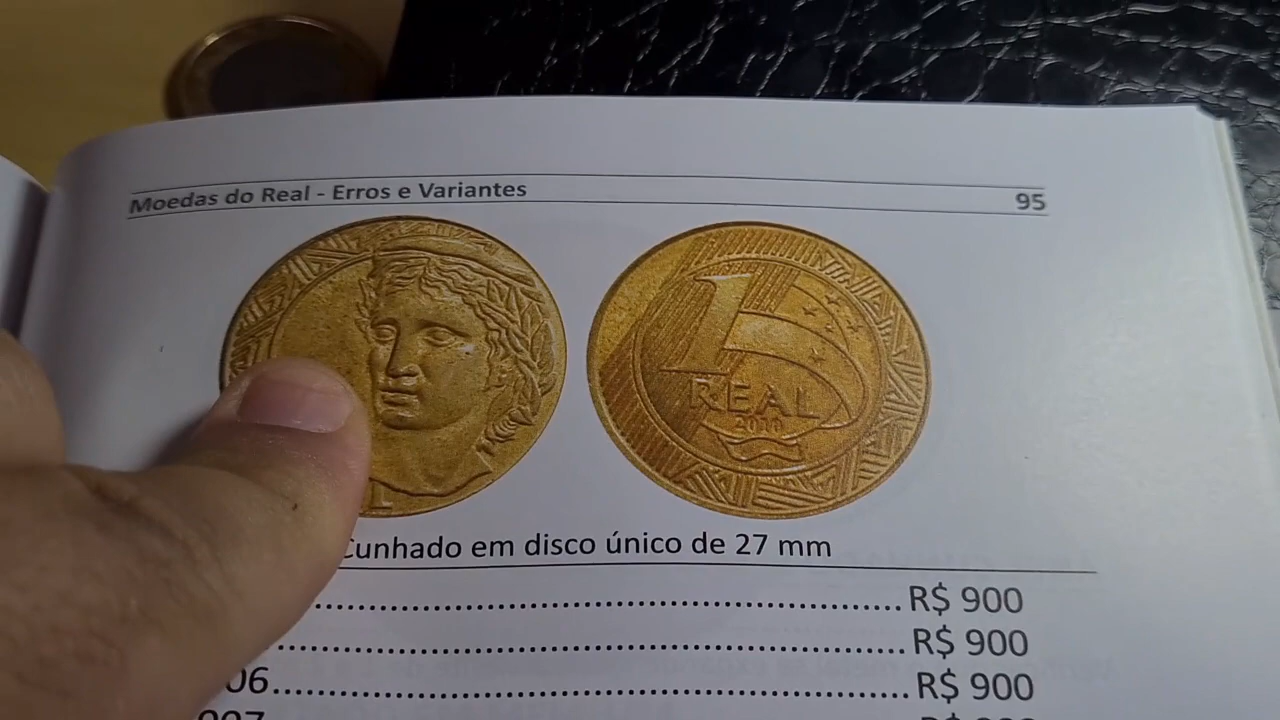 Moedas do Real - Erros e Variantes 95
1
REAL
2010
Cunhado em disco único de 27 mm
R$ 900
R$ 900
06 R$ 900